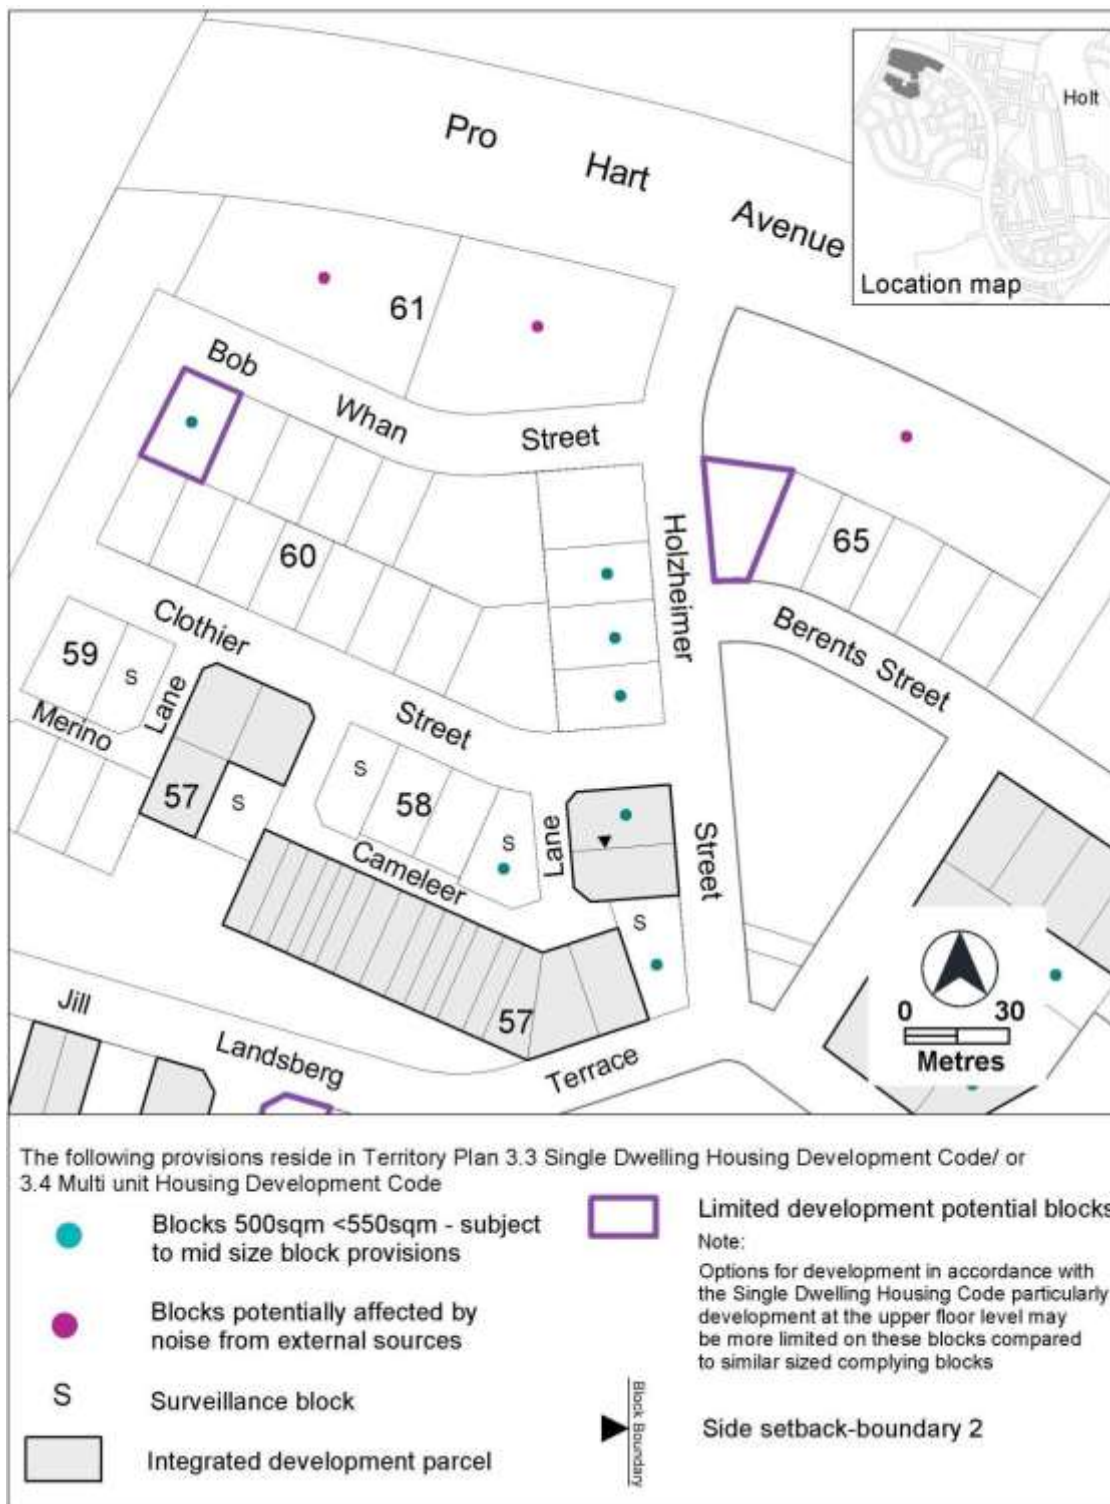 Pro Hart Avenue
Holt
Location map
61
Bob Whan Street
60
65
Holzheimer
Street
Berents Street
Clothier
Street
59
S
Lane
Merino
57
S
S
58
S
Cameleer
Lane
S
57
Jill Landsberg Terrace
0 30
Metres
The following provisions reside in Territory Plan 3.3 Single Dwelling Housing Development Code/ or
3.4 Multi unit Housing Development Code
Blocks 500sqm <550sqm - subject
to mid size block provisions
Blocks potentially affected by
noise from external sources
S
Surveillance block
Integrated development parcel
Limited development potential blocks
Note:
Options for development in accordance with
the Single Dwelling Housing Code particularly
development at the upper floor level may
be more limited on these blocks compared
to similar sized complying blocks
Block Boundary
Side setback-boundary 2